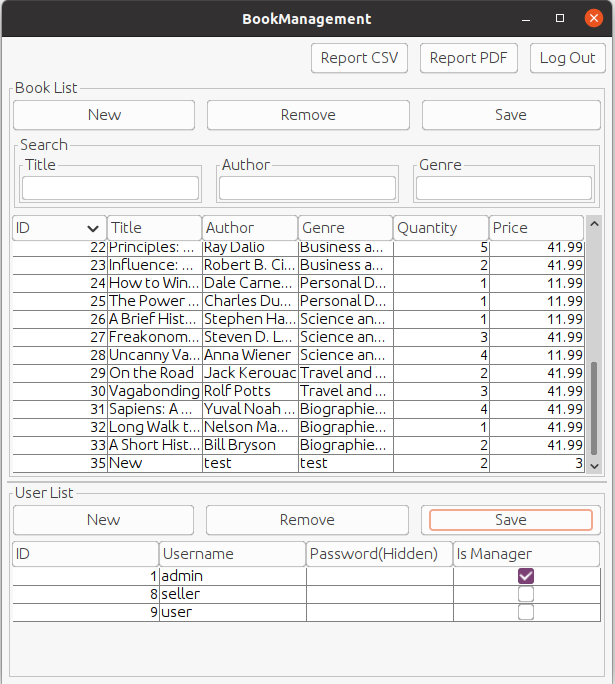 BookManagement
Report CSV Report PDF Log Out
Book List
New Remove Save
Search
Title Author Genre
ID Title Author Genre Quantity Price
22 Principles: ... Ray Dalio Business a... 5 41.99
23 Influence: ... Robert B. Ci... Business a... 2 41.99
24 How to Win... Dale Carne... Personal D... 1 11.99
25 The Power ... Charles Du... Personal D... 1 11.99
26 A Brief Hist... Stephen Ha... Science an... 1 11.99
27 Freakonom... Steven D. L... Science an... 3 41.99
28 Uncanny Va... Anna Wiener Science an... 4 11.99
29 On the Road Jack Kerouac Travel and ... 2 41.99
30 Vagabonding Rolf Potts Travel and ... 3 41.99
31 Sapiens: A ... Yuval Noah ... Biographie... 4 41.99
32 Long Walk t... Nelson Ma... Biographie... 1 41.99
33 A Short Hist... Bill Bryson Biographie... 2 41.99
35 New test test 2 3
User List
New Remove Save
ID Username Password(Hidden) Is Manager
1 admin
8 seller
9 user